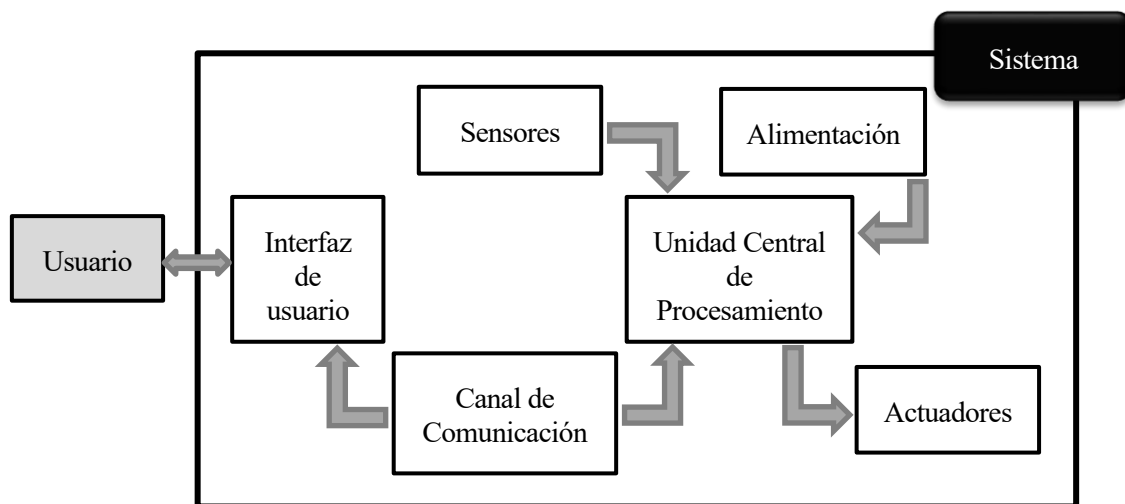 Sistema
Sensores
Alimentación
Usuario
Interfaz
de
usuario
Unidad Central
de
Procesamiento
Canal de
Comunicación
Actuadores